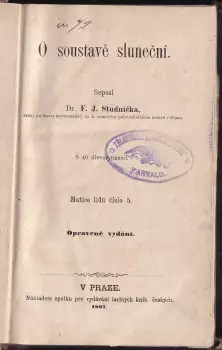 O soustavě sluneční.
Sepsal
Dr. F. J. Studnička,
S 40 dřevorytinami.
Matice lidu číslo 5.
Opravené vydání.
V PRAZE.
Nákladem spolku pro vydávání laciných knih českých.
1867.